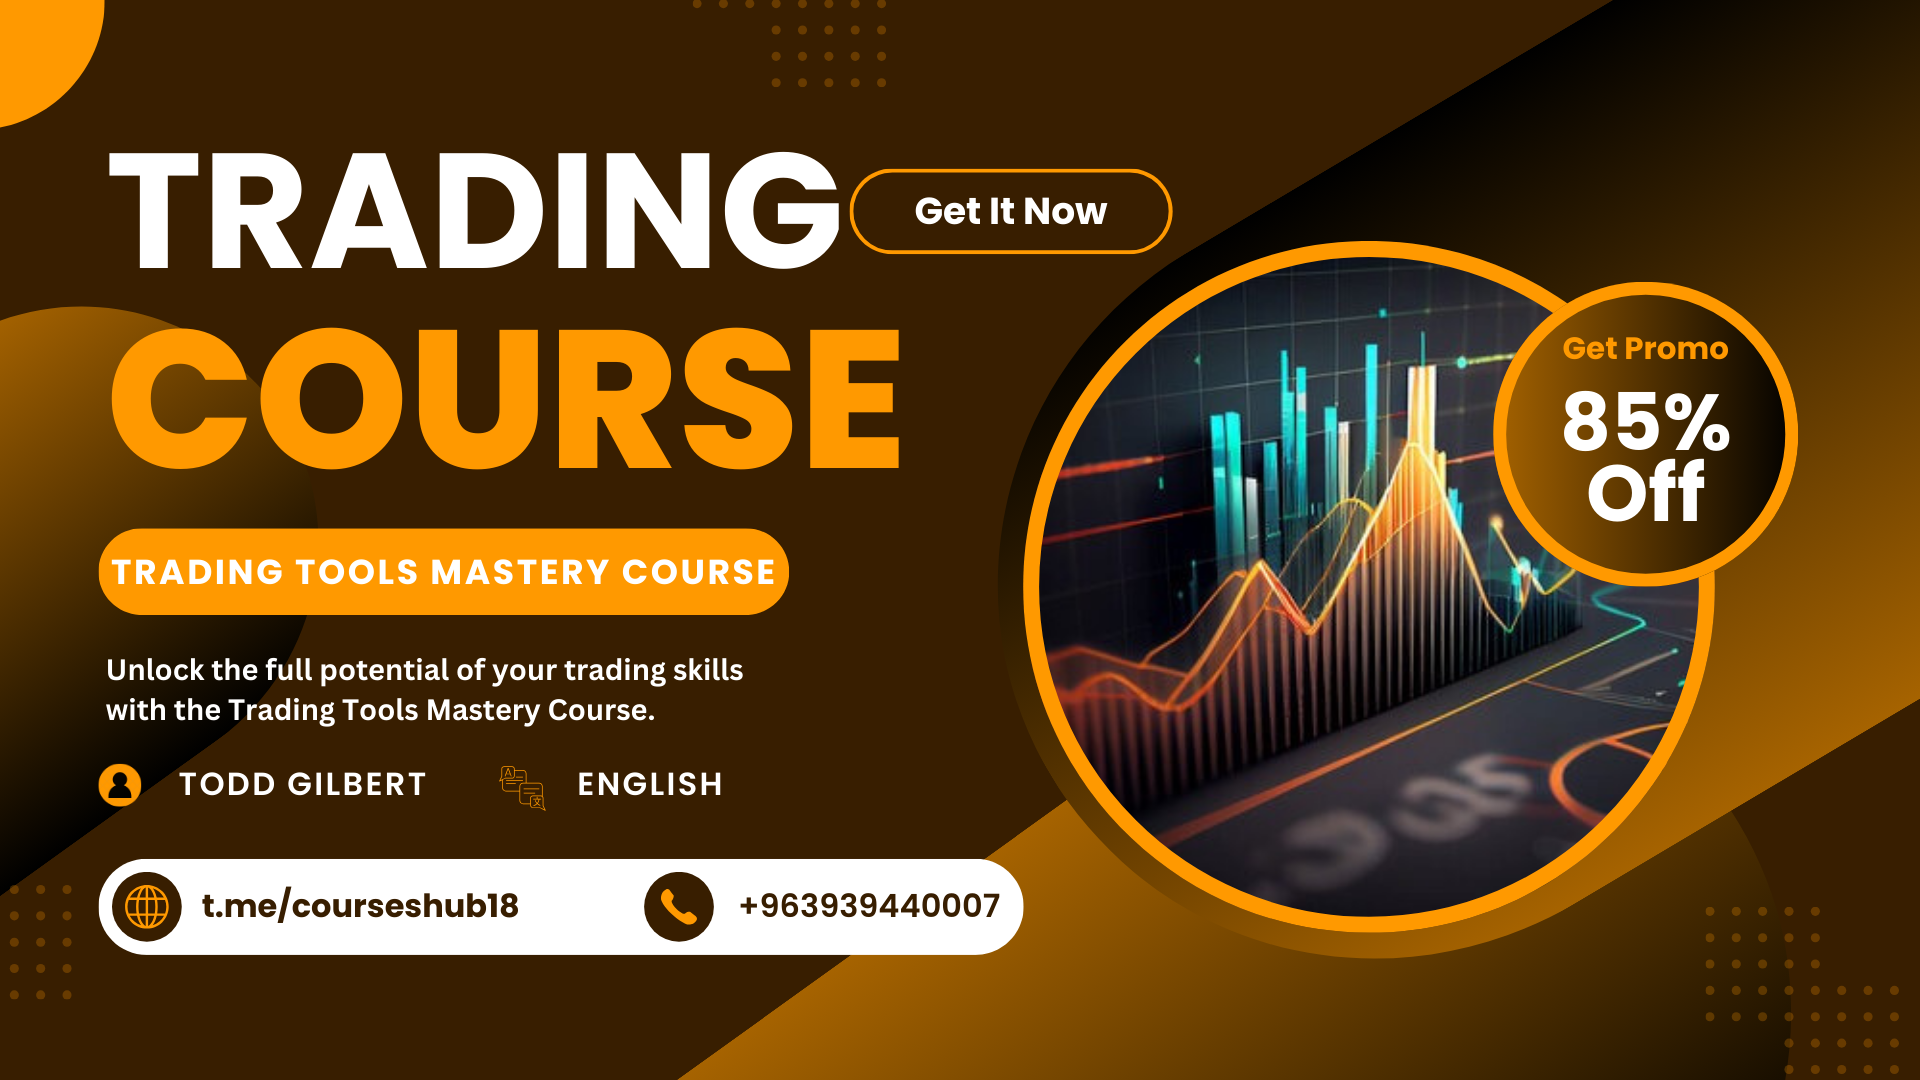 TRADING
Get It Now
COURSE
Get Promo
85%
Off
TRADING TOOLS MASTERY COURSE
Unlock the full potential of your trading skills
with the Trading Tools Mastery Course.
TODD GILBERT
ENGLISH
t.me/courseshub18
+963939440007